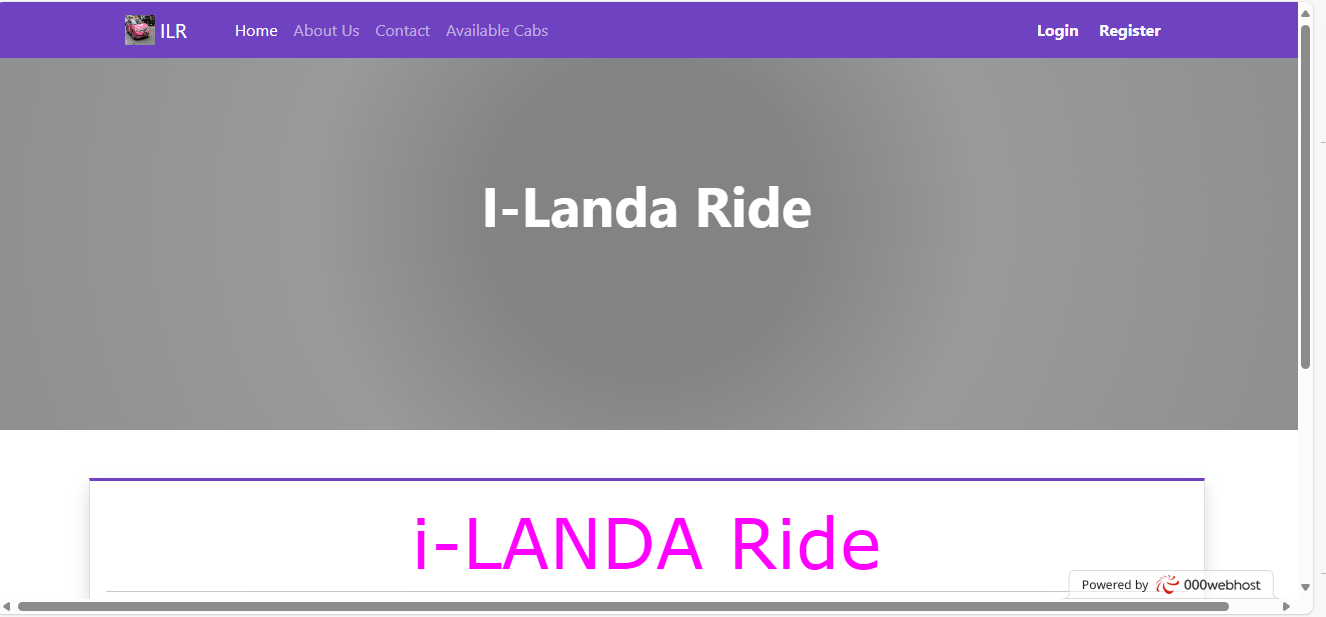 ILR Home About Us Contact Available Cabs Login Register
I-Landa Ride
i-LANDA Ride
Powered by 000webhost